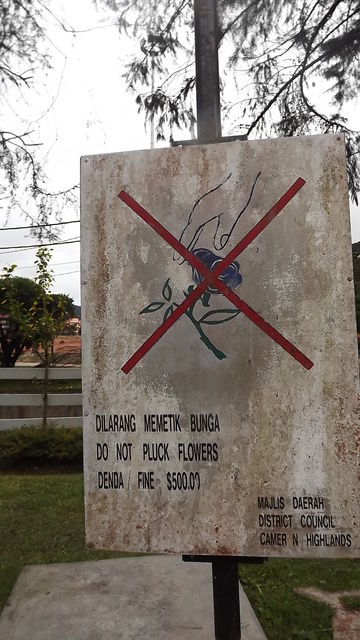 DILARANG MEMETIK BUNGA
DO NOT PLUCK FLOWERS
DENDA / FINE $500.00
MAJLIS DAERAH
DISTRICT COUNCIL
CAMER N HIGHLANDS